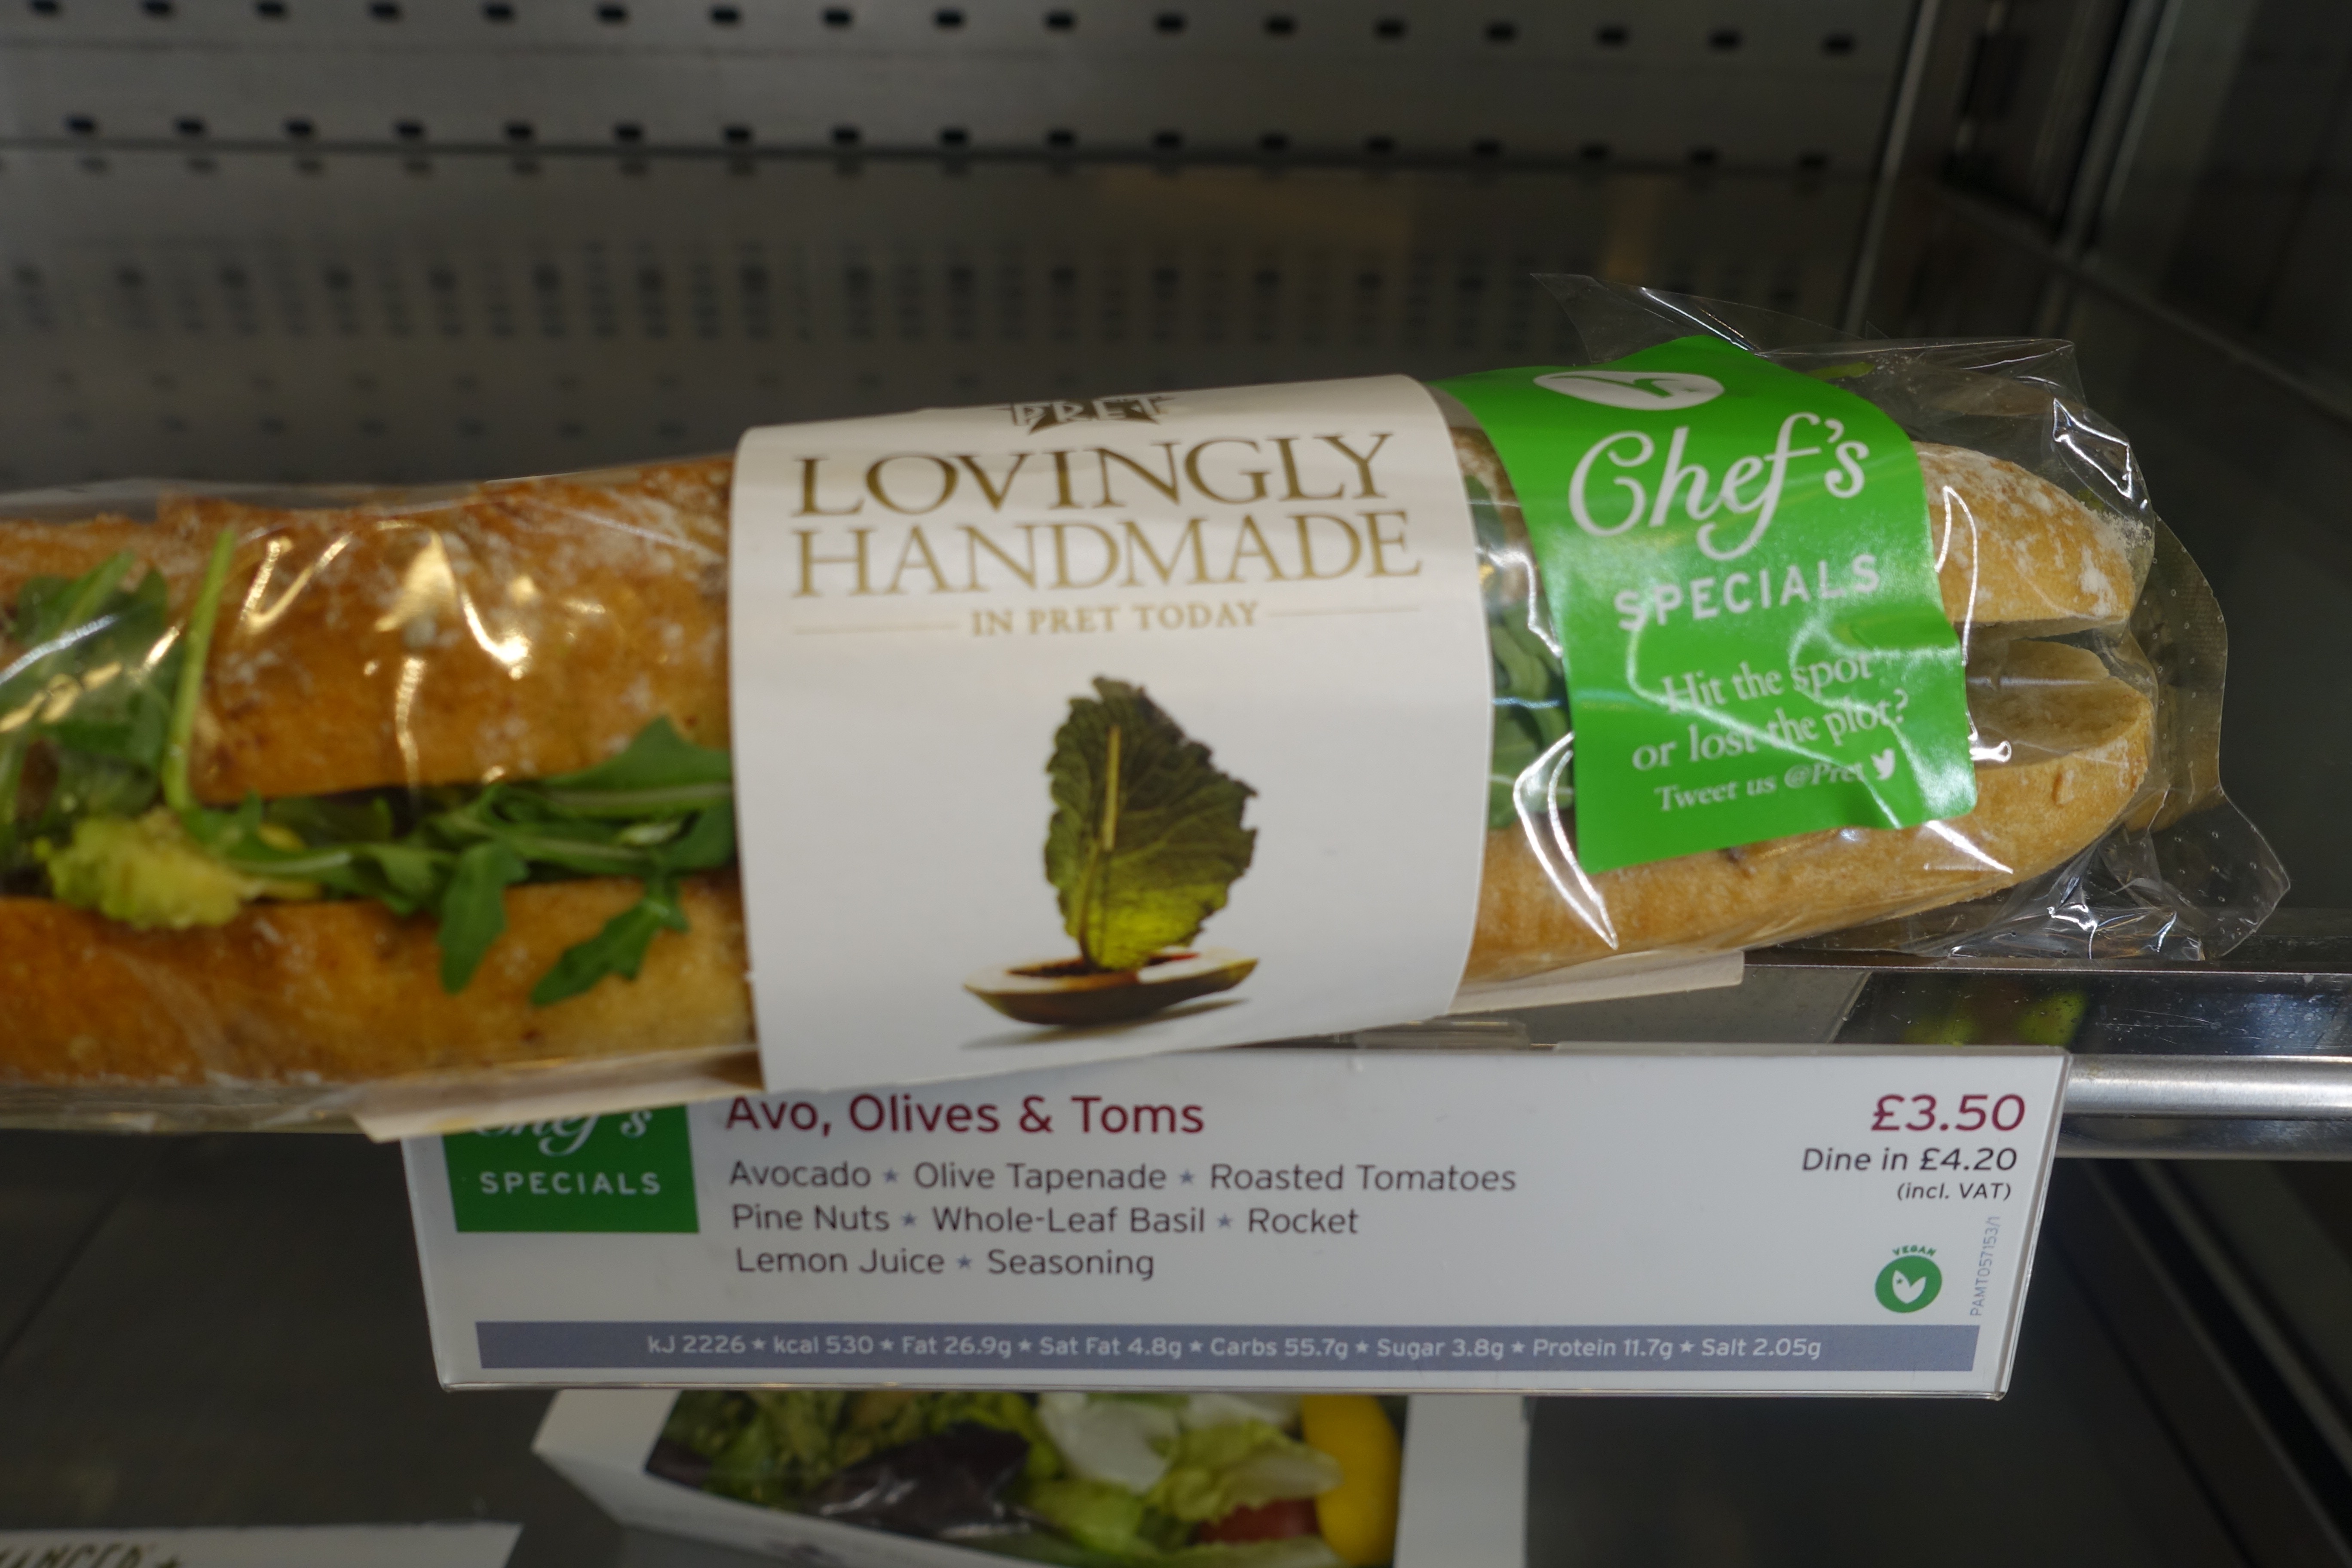 PRET
LOVINGLY
HANDMADE
IN PRET TODAY
Chef's
SPECIALS
Hit the spot
or lost the plot?
Tweet us @Pret
Chef's
SPECIALS
Avo, Olives & Toms
Avocado ★ Olive Tapenade ★ Roasted Tomatoes
Pine Nuts ★ Whole-Leaf Basil ★ Rocket
Lemon Juice ★ Seasoning
£3.50
Dine in £4.20
(incl. VAT)
VEGAN
PAMT057153/1
kJ 2226 ★ kcal 530 ★ Fat 26.9g ★ Sat Fat 4.8g ★ Carbs 55.7g ★ Sugar 3.8g ★ Protein 11.7g ★ Salt 2.05g